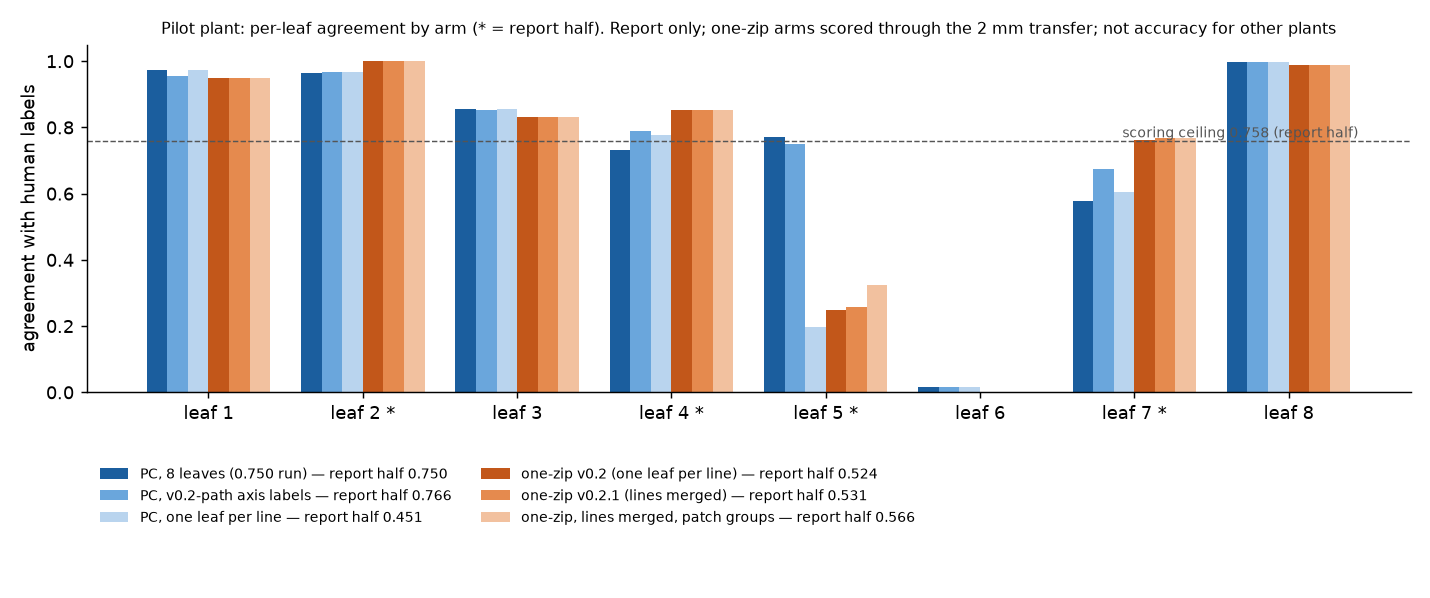 Pilot plant: per-leaf agreement by arm (* = report half). Report only; one-zip arms scored through the 2 mm transfer; not accuracy for other plants
agreement with human labels
1.0
0.8
0.6
0.4
0.2
0.0
scoring ceiling 0.758 (report half)
leaf 1
leaf 2 *
leaf 3
leaf 4 *
leaf 5 *
leaf 6
leaf 7 *
leaf 8
PC, 8 leaves (0.750 run) — report half 0.750
PC, v0.2-path axis labels — report half 0.766
PC, one leaf per line — report half 0.451
one-zip v0.2 (one leaf per line) — report half 0.524
one-zip v0.2.1 (lines merged) — report half 0.531
one-zip, lines merged, patch groups — report half 0.566